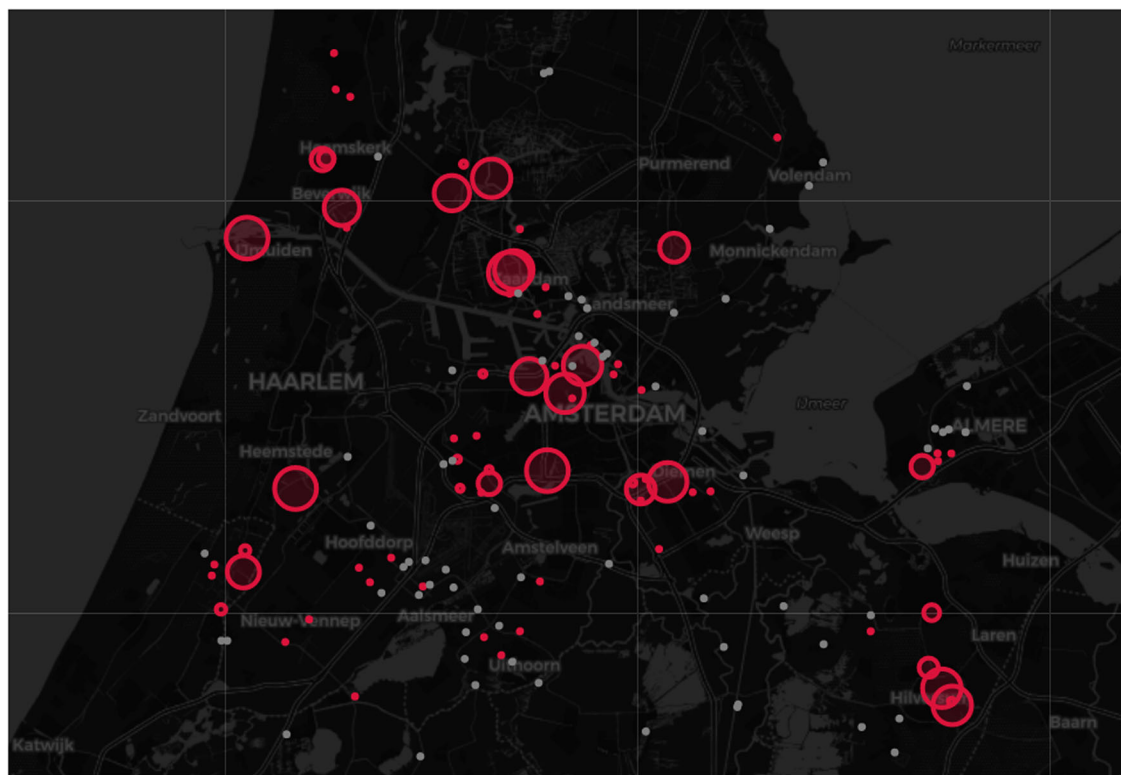 Markermeer
Heemskerk
Purmerend
Volendam
Beverwijk
IJmuiden
Monnickendam
Zaandam
andsmeer
HAARLEM
IJmeer
Zandvoort
AMSTERDAM
ALMERE
Heemstede
Diemen
Weesp
Hoofddorp
Amstelveen
Huizen
Aalsmeer
Nieuw-Vennep
Laren
Uithoorn
Hilversum
Baarn
Katwijk